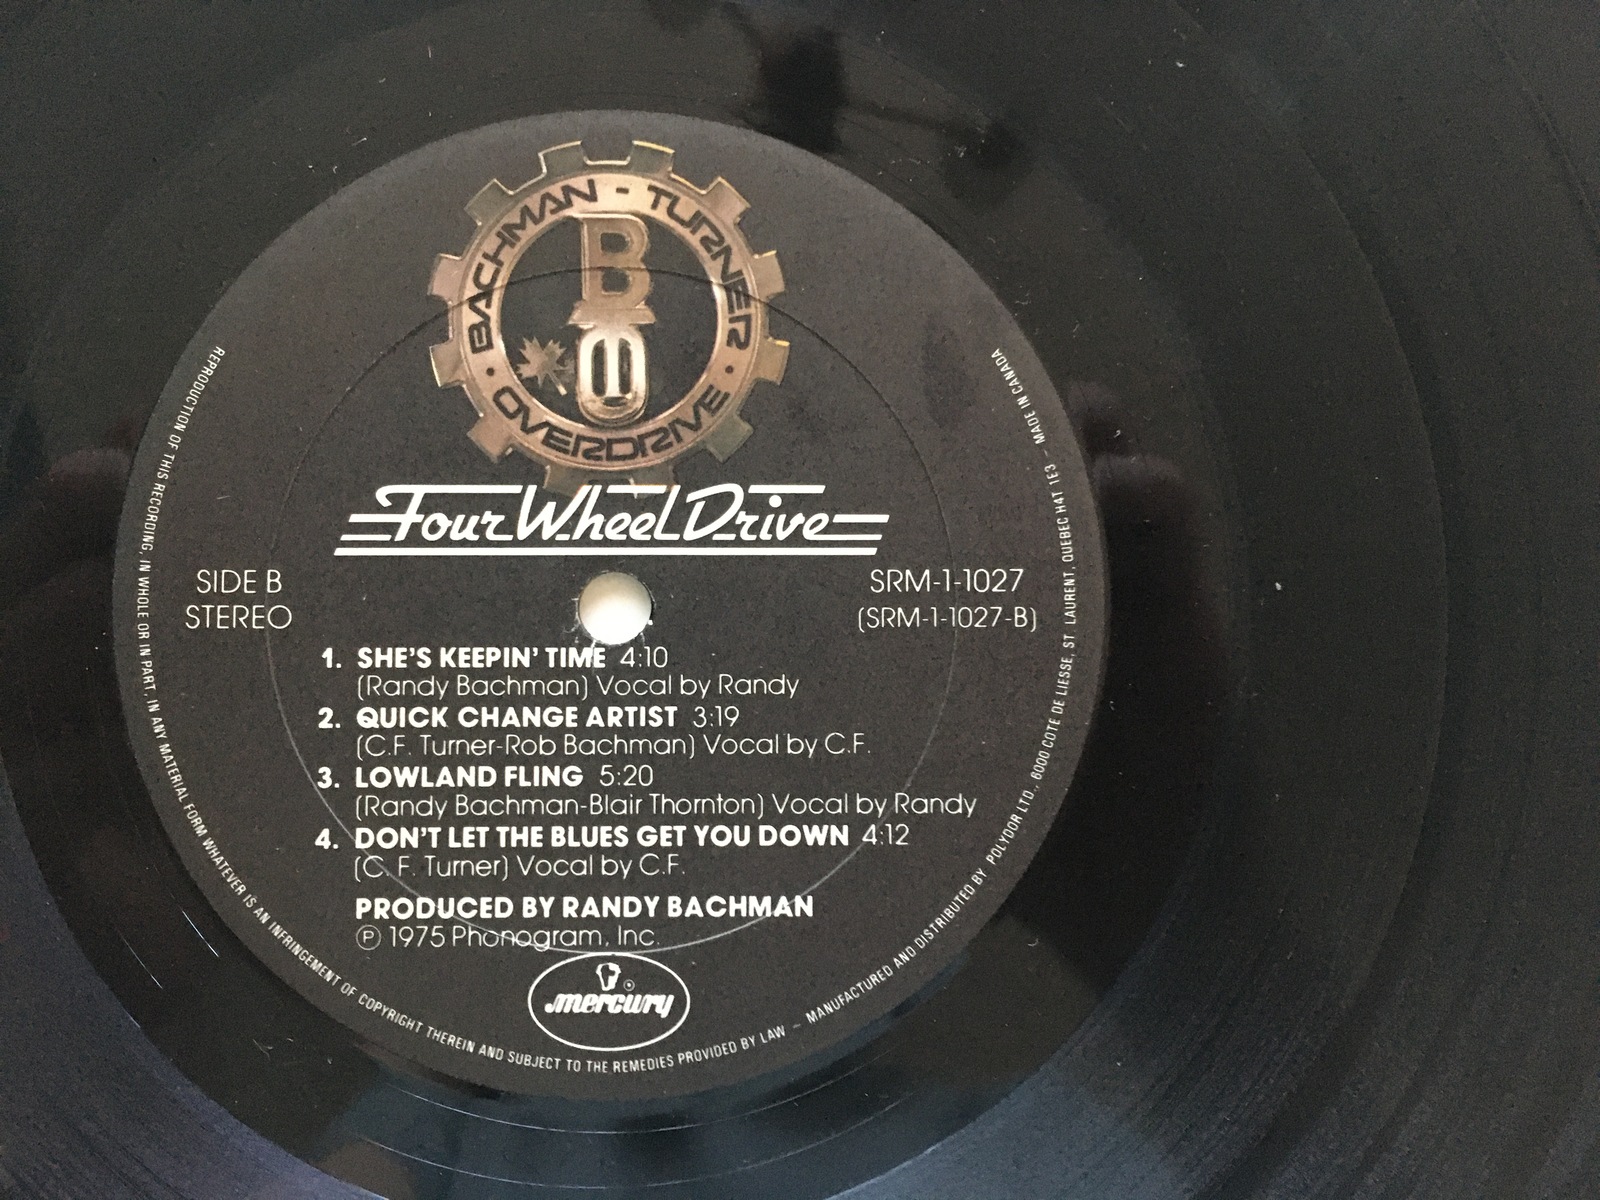 BACHMAN - TURNER • OVERDRIVE •
BTO
Four Wheel Drive
SIDE B
STEREO
SRM-1-1027
(SRM-1-1027-B)
1. SHE'S KEEPIN' TIME 4:10
(Randy Bachman) Vocal by Randy
2. QUICK CHANGE ARTIST 3:19
(C.F. Turner-Rob Bachman) Vocal by C.F.
3. LOWLAND FLING 5:20
(Randy Bachman-Blair Thornton) Vocal by Randy
4. DON'T LET THE BLUES GET YOU DOWN 4:12
(C. F. Turner) Vocal by C.F.
PRODUCED BY RANDY BACHMAN
Ⓟ 1975 Phonogram, Inc.
mercury ®
REPRODUCTION OF THIS RECORDING, IN WHOLE OR IN PART, IN ANY MATERIAL FORM WHATEVER IS AN INFRINGEMENT OF COPYRIGHT THEREIN AND SUBJECT TO THE REMEDIES PROVIDED BY LAW – MANUFACTURED AND DISTRIBUTED BY POLYDOR LTD., 6000 COTE DE LIESSE, ST LAURENT, QUEBEC H4T 1E3 – MADE IN CANADA